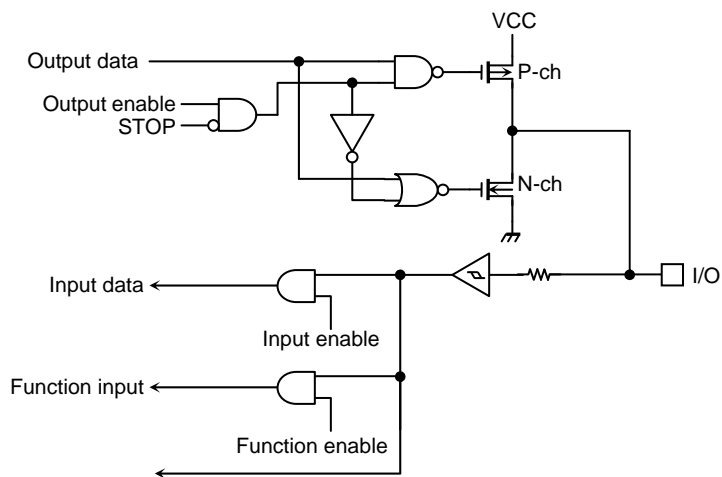 VCC
Output data
P-ch
Output enable
STOP
N-ch
Input data
I/O
Input enable
Function input
Function enable